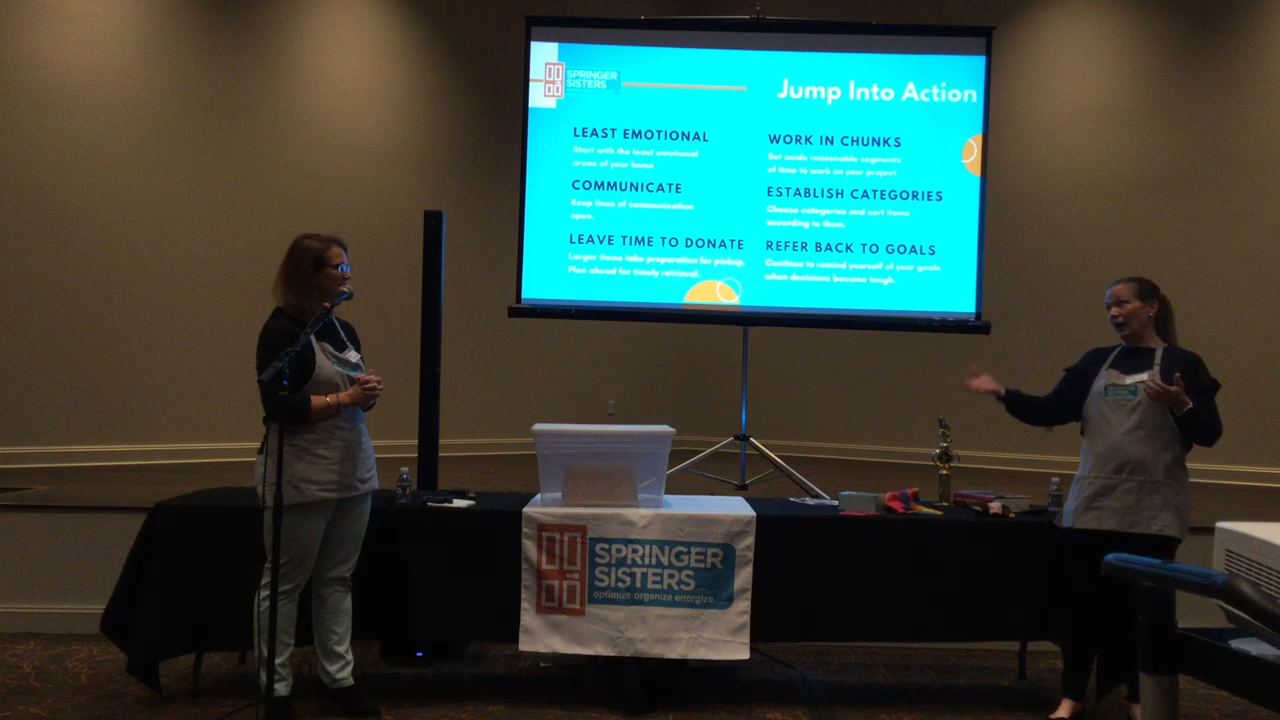 SPRINGER
SISTERS
Jump Into Action
LEAST EMOTIONAL
Start with the least emotional
areas of your home
COMMUNICATE
Keep lines of communication
open.
LEAVE TIME TO DONATE
Larger items take preparation for pickup.
Plan ahead for timely retrieval.
WORK IN CHUNKS
Set aside reasonable segments
of time to work on your project
ESTABLISH CATEGORIES
Choose categories and sort items
according to them.
REFER BACK TO GOALS
Continue to remind yourself of your goals
when decisions become tough.
SPRINGER
SISTERS
optimize organize energize